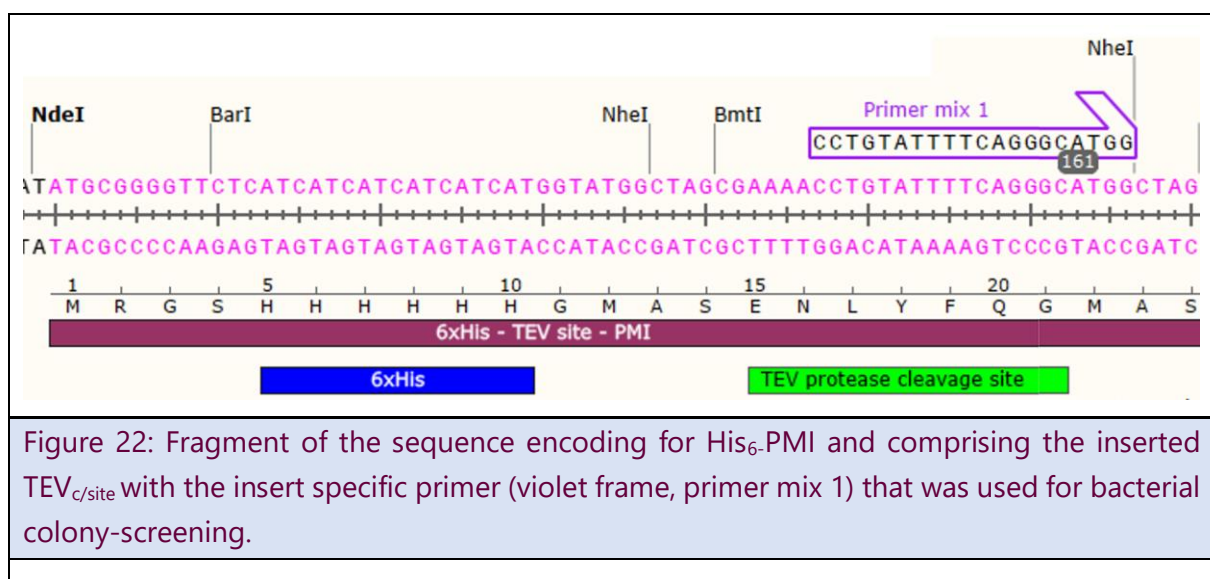 NheI
NdeI BarI NheI BmtI Primer mix 1
CCTGTATTTTCAGGGCATGG
161
ATATGCGGGGTTCTCATCATCATCATCATCATGGTATGGCTAGCGAAAACCTGTATTTTCAGGGCATGGCTAG
TATACGCCCCAAGAGTAGTAGTAGTAGTAGTACCATACCGATCGCTTTTGGACATAAAAGTCCCGTACCGATC
1 5 10 15 20
M R G S H H H H H H G M A S E N L Y F Q G M A S
6xHis - TEV site - PMI
6xHis TEV protease cleavage site
Figure 22: Fragment of the sequence encoding for His6-PMI and comprising the inserted
TEVc/site with the insert specific primer (violet frame, primer mix 1) that was used for bacterial
colony-screening.